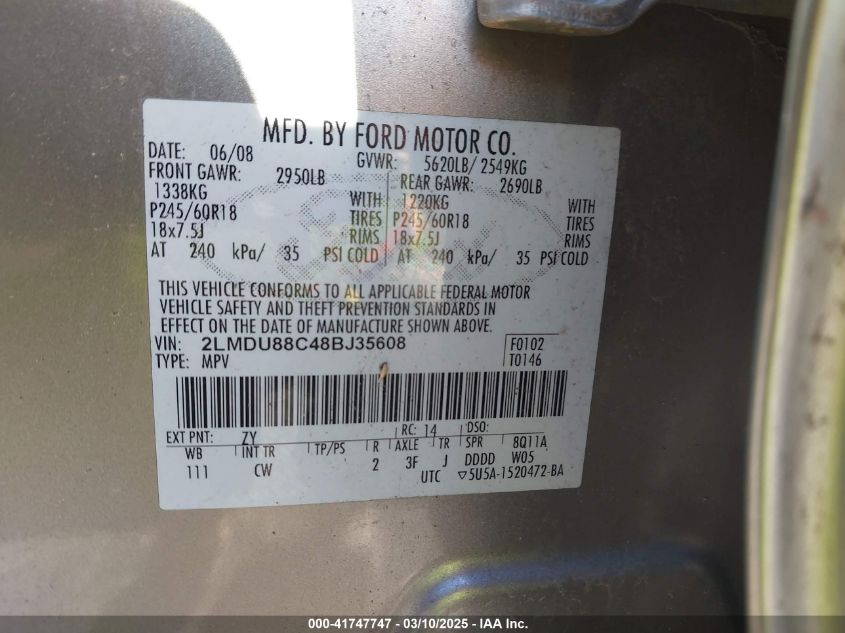 MFD. BY FORD MOTOR CO.
DATE: 06/08 GVWR: 5620LB/ 2549KG
FRONT GAWR: 2950LB REAR GAWR: 2690LB
1338KG WITH 1220KG WITH
P245/60R18 TIRES P245/60R18 TIRES
18x7.5J RIMS 18x7.5J RIMS
AT 240 kPa/ 35 PSI COLD AT 240 kPa/ 35 PSI COLD
THIS VEHICLE CONFORMS TO ALL APPLICABLE FEDERAL MOTOR
VEHICLE SAFETY AND THEFT PREVENTION STANDARDS IN
EFFECT ON THE DATE OF MANUFACTURE SHOWN ABOVE.
VIN: 2LMDU88C48BJ35608 F0102
TYPE: MPV T0146
EXT PNT: ZY RC: 14 DSO:
WB INT TR TP/PS R AXLE TR SPR 8Q11A
111 CW 2 3F J DDDD W05
UTC ▽5U5A-1520472-BA
000-41747747 - 03/10/2025 - IAA Inc.